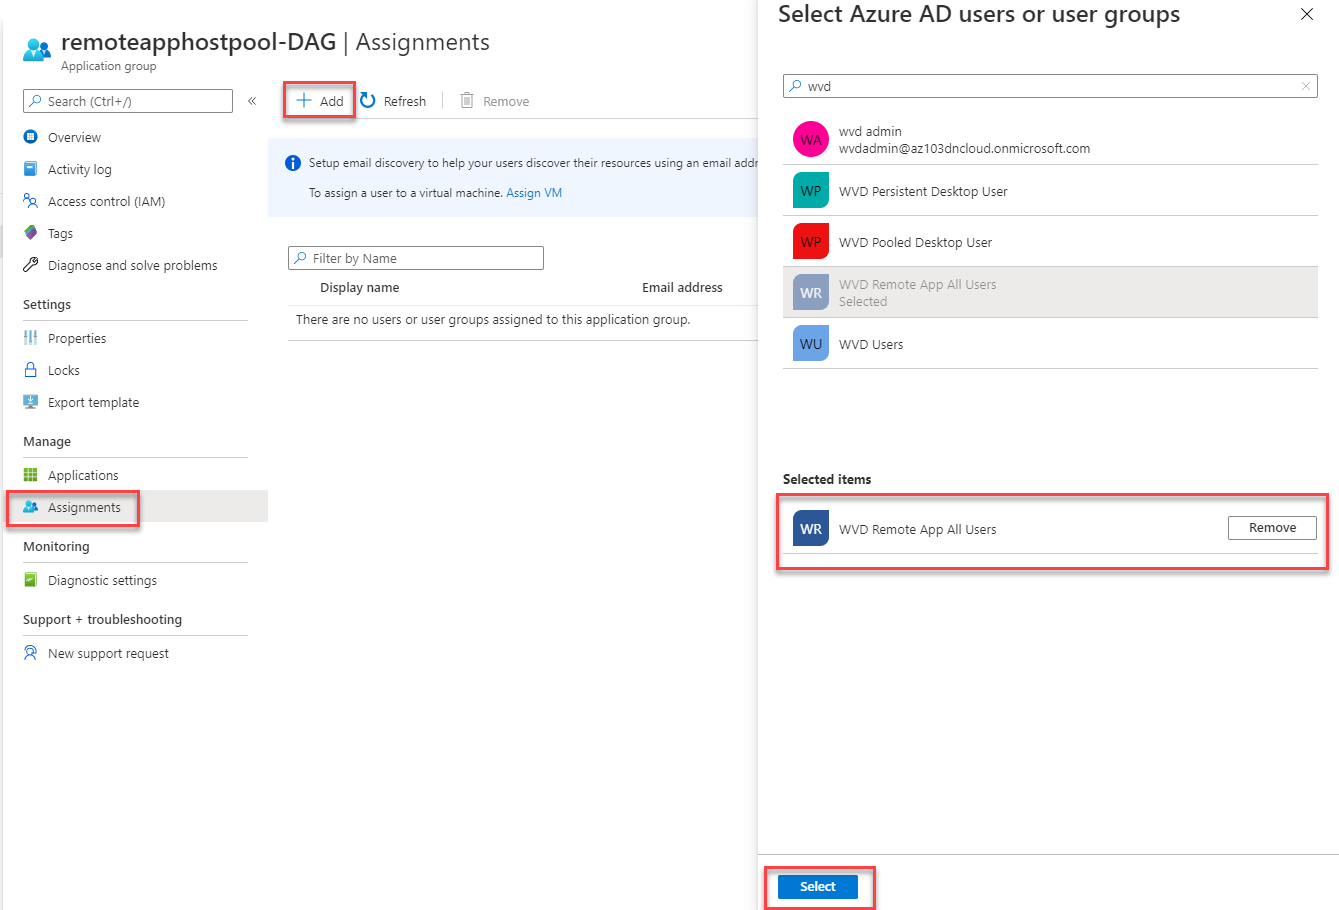 remoteapphostpool-DAG | Assignments
Application group
Search (Ctrl+/)
«
Overview
Activity log
Access control (IAM)
Tags
Diagnose and solve problems
Settings
Properties
Locks
Export template
Manage
Applications
Assignments
Monitoring
Diagnostic settings
Support + troubleshooting
New support request
Add
Refresh
Remove
Setup email discovery to help your users discover their resources using an email addr
To assign a user to a virtual machine. Assign VM
Filter by Name
Display name Email address
There are no users or user groups assigned to this application group.
Select Azure AD users or user groups
wvd
WA
wvd admin
wvdadmin@az103dncloud.onmicrosoft.com
WP WVD Persistent Desktop User
WP WVD Pooled Desktop User
WR
WVD Remote App All Users
Selected
WU WVD Users
Selected items
WR WVD Remote App All Users Remove
Select